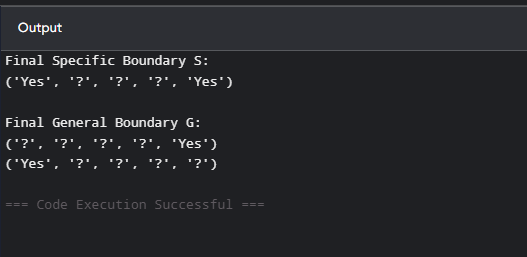 Output
Final Specific Boundary S:
('Yes', '?', '?', '?', 'Yes')
Final General Boundary G:
('?', '?', '?', '?', 'Yes')
('Yes', '?', '?', '?', '?')
=== Code Execution Successful ===